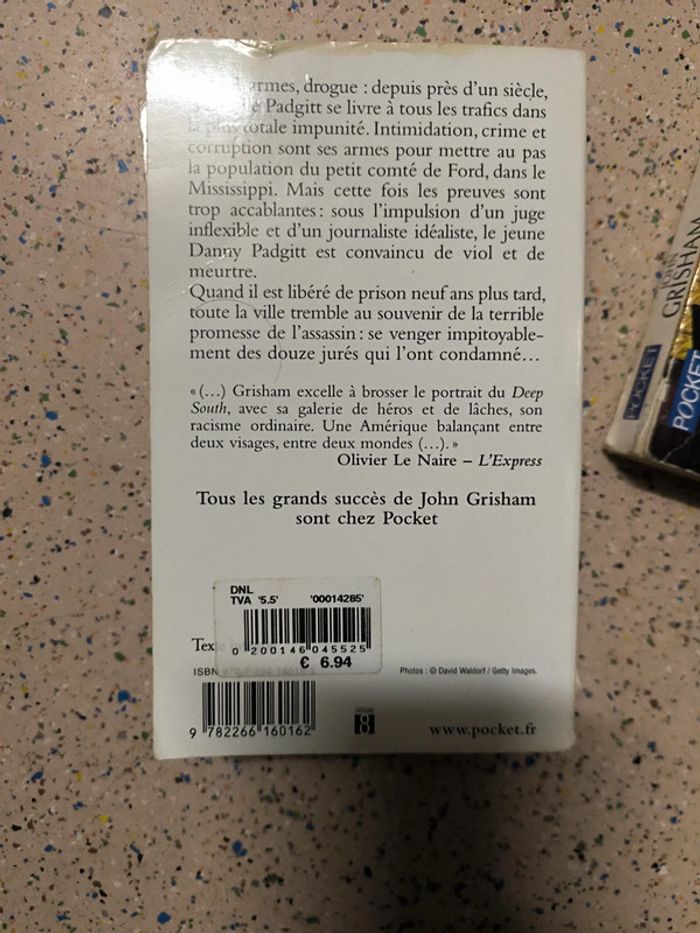 armes, drogue : depuis près d'un siècle,
Padgitt se livre à tous les trafics dans
la plus totale impunité. Intimidation, crime et
corruption sont ses armes pour mettre au pas
la population du petit comté de Ford, dans le
Mississippi. Mais cette fois les preuves sont
trop accablantes : sous l'impulsion d'un juge
inflexible et d'un journaliste idéaliste, le jeune
Danny Padgitt est convaincu de viol et de
meurtre.
Quand il est libéré de prison neuf ans plus tard,
toute la ville tremble au souvenir de la terrible
promesse de l'assassin : se venger impitoyable-
ment des douze jurés qui l'ont condamné…
« (…) Grisham excelle à brosser le portrait du Deep
South, avec sa galerie de héros et de lâches, son
racisme ordinaire. Une Amérique balançant entre
deux visages, entre deux mondes (…). »
Olivier Le Naire – L'Express
Tous les grands succès de John Grisham
sont chez Pocket
DNL
TVA '5.5' '00014285'
0 200146 045525
€ 6.94
Texte
ISBN
Photos : © David Waldorf / Getty Images.
9 782266 160162
8
www.pocket.fr
JOHN
GRISHAM
POCKET
POCKET